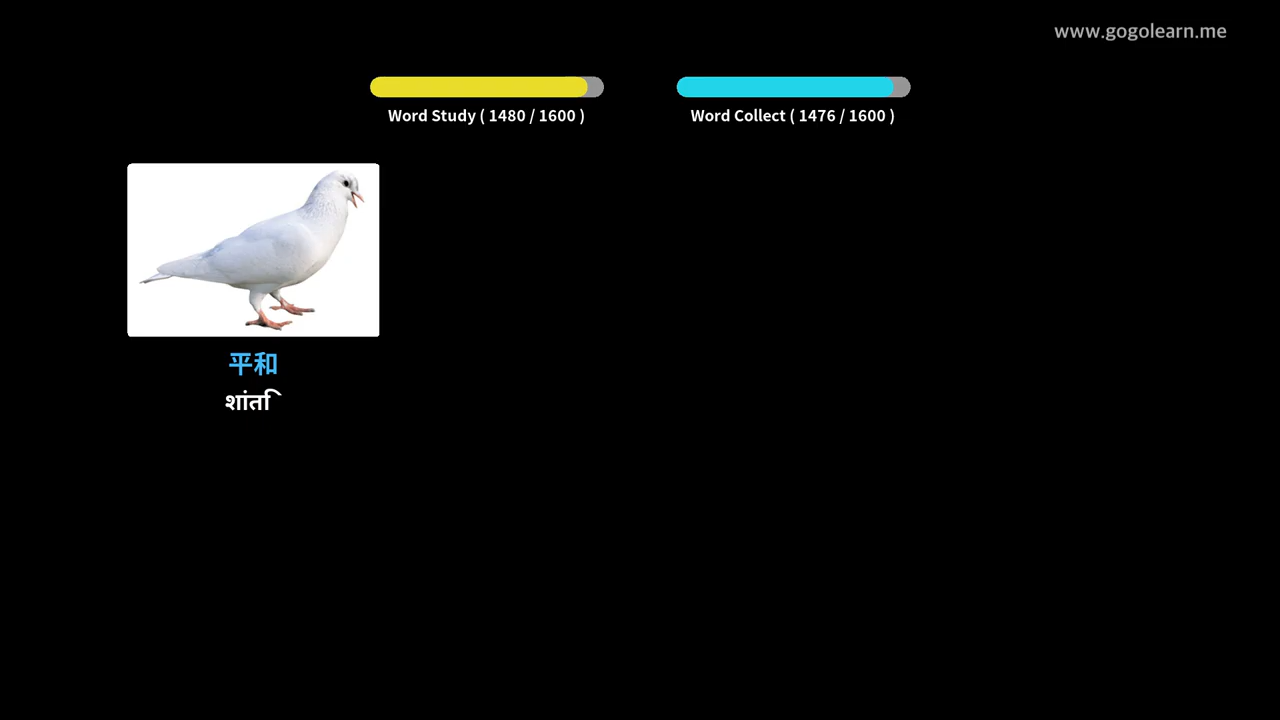 www.gogolearn.me
Word Study ( 1480 / 1600 )
Word Collect ( 1476 / 1600 )
平和
शांति